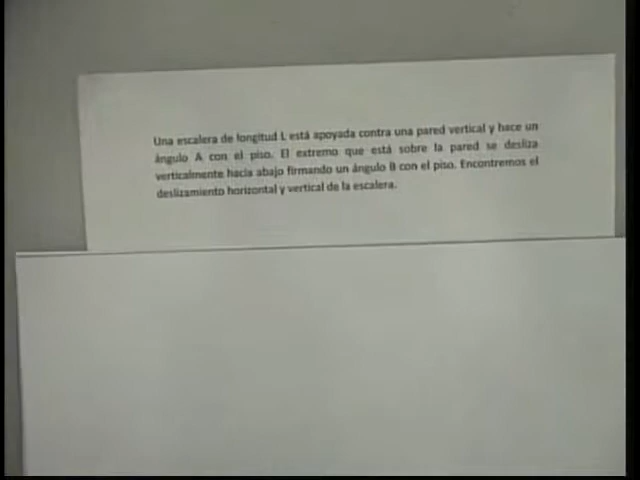 Una escalera de longitud L está apoyada contra una pared vertical y hace un
ángulo A con el piso. El extremo que está sobre la pared se desliza
verticalmente hacia abajo firmando un ángulo B con el piso. Encontremos el
deslizamiento horizontal y vertical de la escalera.